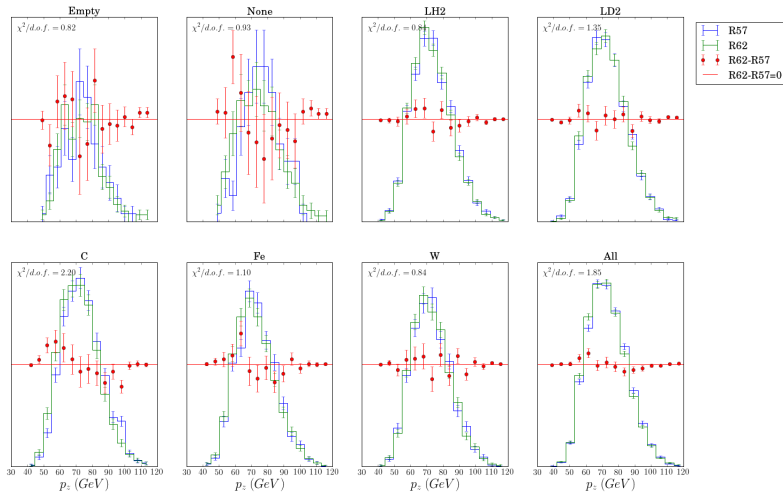 Empty None LH2 LD2
χ²/d.o.f. = 0.82 χ²/d.o.f. = 0.93 χ²/d.o.f. = 0.84 χ²/d.o.f. = 1.35
R57
R62
R62-R57
R62-R57=0
C Fe W All
χ²/d.o.f. = 2.20 χ²/d.o.f. = 1.10 χ²/d.o.f. = 0.84 χ²/d.o.f. = 1.85
30 40 50 60 70 80 90 100 110 120 30 40 50 60 70 80 90 100 110 120 30 40 50 60 70 80 90 100 110 120 30 40 50 60 70 80 90 100 110 120
p_z (GeV) p_z (GeV) p_z (GeV) p_z (GeV)